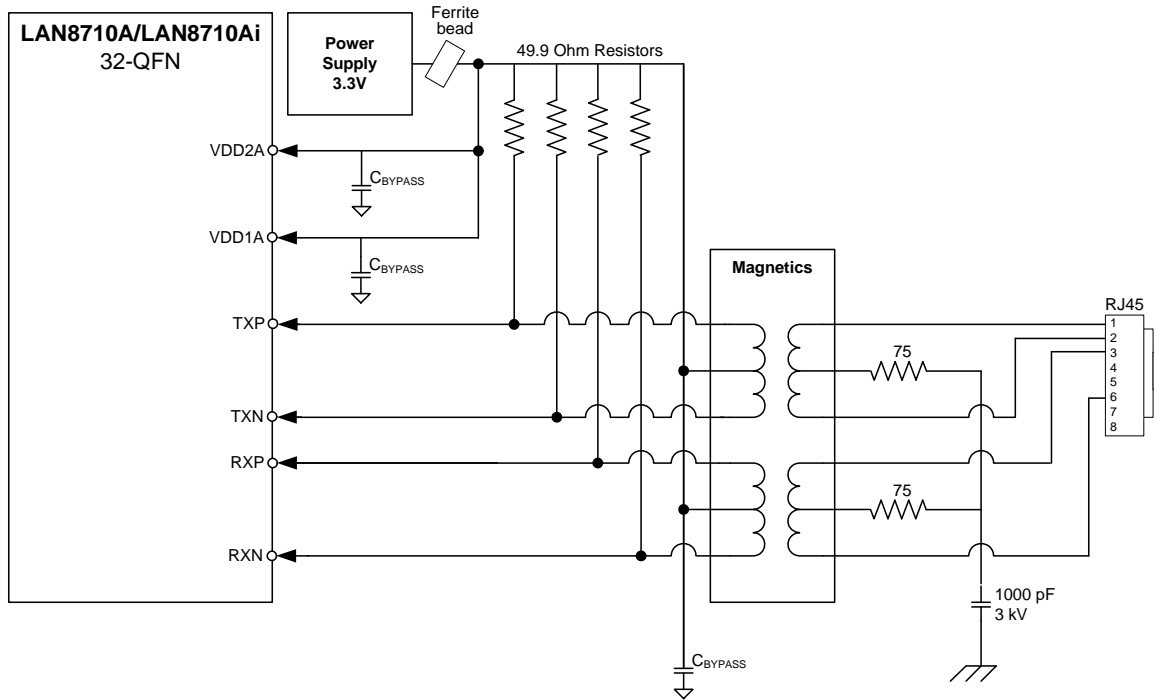 LAN8710A/LAN8710Ai
32-QFN
Power
Supply
3.3V
Ferrite
bead
49.9 Ohm Resistors
VDD2A
CBYPASS
VDD1A
CBYPASS
Magnetics
RJ45
TXP
1
2
3
4
5
6
7
8
75
TXN
RXP
75
RXN
1000 pF
3 kV
CBYPASS